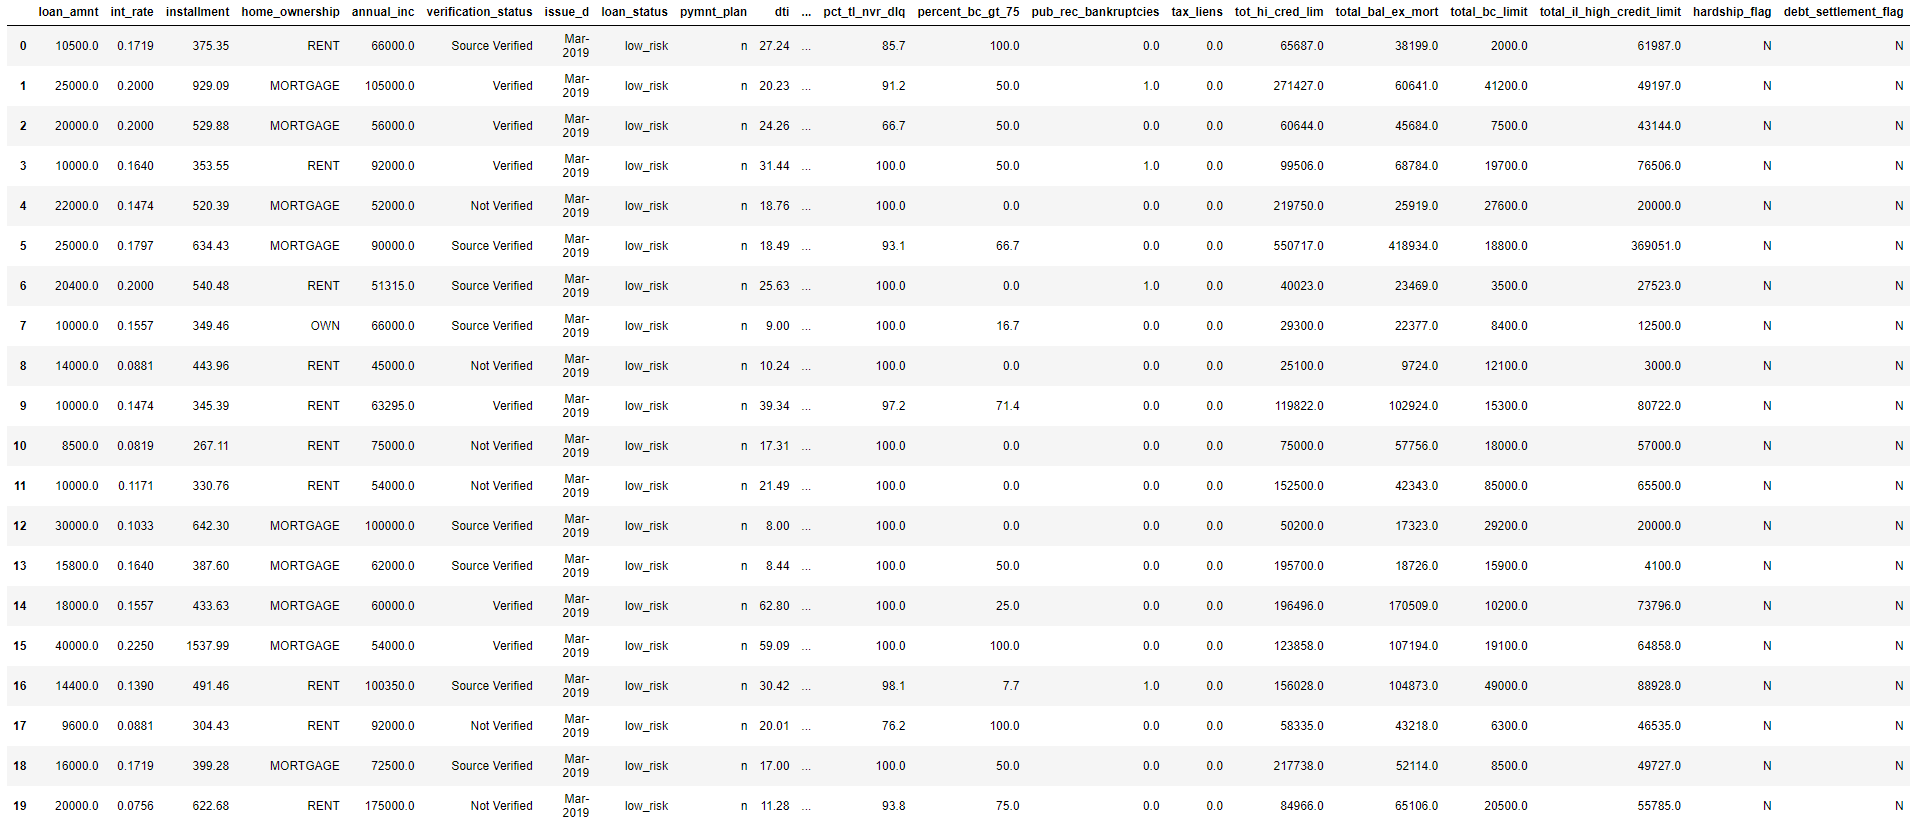 loan_amnt int_rate installment home_ownership annual_inc verification_status issue_d loan_status pymnt_plan dti ... pct_tl_nvr_dlq percent_bc_gt_75 pub_rec_bankruptcies tax_liens tot_hi_cred_lim total_bal_ex_mort total_bc_limit total_il_high_credit_limit hardship_flag debt_settlement_flag
0 10500.0 0.1719 375.35 RENT 66000.0 Source Verified Mar-2019 low_risk n 27.24 ... 85.7 100.0 0.0 0.0 65687.0 38199.0 2000.0 61987.0 N N
1 25000.0 0.2000 929.09 MORTGAGE 105000.0 Verified Mar-2019 low_risk n 20.23 ... 91.2 50.0 1.0 0.0 271427.0 60641.0 41200.0 49197.0 N N
2 20000.0 0.2000 529.88 MORTGAGE 56000.0 Verified Mar-2019 low_risk n 24.26 ... 66.7 50.0 0.0 0.0 60644.0 45684.0 7500.0 43144.0 N N
3 10000.0 0.1640 353.55 RENT 92000.0 Verified Mar-2019 low_risk n 31.44 ... 100.0 50.0 1.0 0.0 99506.0 68784.0 19700.0 76506.0 N N
4 22000.0 0.1474 520.39 MORTGAGE 52000.0 Not Verified Mar-2019 low_risk n 18.76 ... 100.0 0.0 0.0 0.0 219750.0 25919.0 27600.0 20000.0 N N
5 25000.0 0.1797 634.43 MORTGAGE 90000.0 Source Verified Mar-2019 low_risk n 18.49 ... 93.1 66.7 0.0 0.0 550717.0 418934.0 18800.0 369051.0 N N
6 20400.0 0.2000 540.48 RENT 51315.0 Source Verified Mar-2019 low_risk n 25.63 ... 100.0 0.0 1.0 0.0 40023.0 23469.0 3500.0 27523.0 N N
7 10000.0 0.1557 349.46 OWN 66000.0 Source Verified Mar-2019 low_risk n 9.00 ... 100.0 16.7 0.0 0.0 29300.0 22377.0 8400.0 12500.0 N N
8 14000.0 0.0881 443.96 RENT 45000.0 Not Verified Mar-2019 low_risk n 10.24 ... 100.0 0.0 0.0 0.0 25100.0 9724.0 12100.0 3000.0 N N
9 10000.0 0.1474 345.39 RENT 63295.0 Verified Mar-2019 low_risk n 39.34 ... 97.2 71.4 0.0 0.0 119822.0 102924.0 15300.0 80722.0 N N
10 8500.0 0.0819 267.11 RENT 75000.0 Not Verified Mar-2019 low_risk n 17.31 ... 100.0 0.0 0.0 0.0 75000.0 57756.0 18000.0 57000.0 N N
11 10000.0 0.1171 330.76 RENT 54000.0 Not Verified Mar-2019 low_risk n 21.49 ... 100.0 0.0 0.0 0.0 152500.0 42343.0 85000.0 65500.0 N N
12 30000.0 0.1033 642.30 MORTGAGE 100000.0 Source Verified Mar-2019 low_risk n 8.00 ... 100.0 0.0 0.0 0.0 50200.0 17323.0 29200.0 20000.0 N N
13 15800.0 0.1640 387.60 MORTGAGE 62000.0 Source Verified Mar-2019 low_risk n 8.44 ... 100.0 50.0 0.0 0.0 195700.0 18726.0 15900.0 4100.0 N N
14 18000.0 0.1557 433.63 MORTGAGE 60000.0 Verified Mar-2019 low_risk n 62.80 ... 100.0 25.0 0.0 0.0 196496.0 170509.0 10200.0 73796.0 N N
15 40000.0 0.2250 1537.99 MORTGAGE 54000.0 Verified Mar-2019 low_risk n 59.09 ... 100.0 100.0 0.0 0.0 123858.0 107194.0 19100.0 64858.0 N N
16 14400.0 0.1390 491.46 RENT 100350.0 Source Verified Mar-2019 low_risk n 30.42 ... 98.1 7.7 1.0 0.0 156028.0 104873.0 49000.0 88928.0 N N
17 9600.0 0.0881 304.43 RENT 92000.0 Not Verified Mar-2019 low_risk n 20.01 ... 76.2 100.0 0.0 0.0 58335.0 43218.0 6300.0 46535.0 N N
18 16000.0 0.1719 399.28 MORTGAGE 72500.0 Source Verified Mar-2019 low_risk n 17.00 ... 100.0 50.0 0.0 0.0 217738.0 52114.0 8500.0 49727.0 N N
19 20000.0 0.0756 622.68 RENT 175000.0 Not Verified Mar-2019 low_risk n 11.28 ... 93.8 75.0 0.0 0.0 84966.0 65106.0 20500.0 55785.0 N N